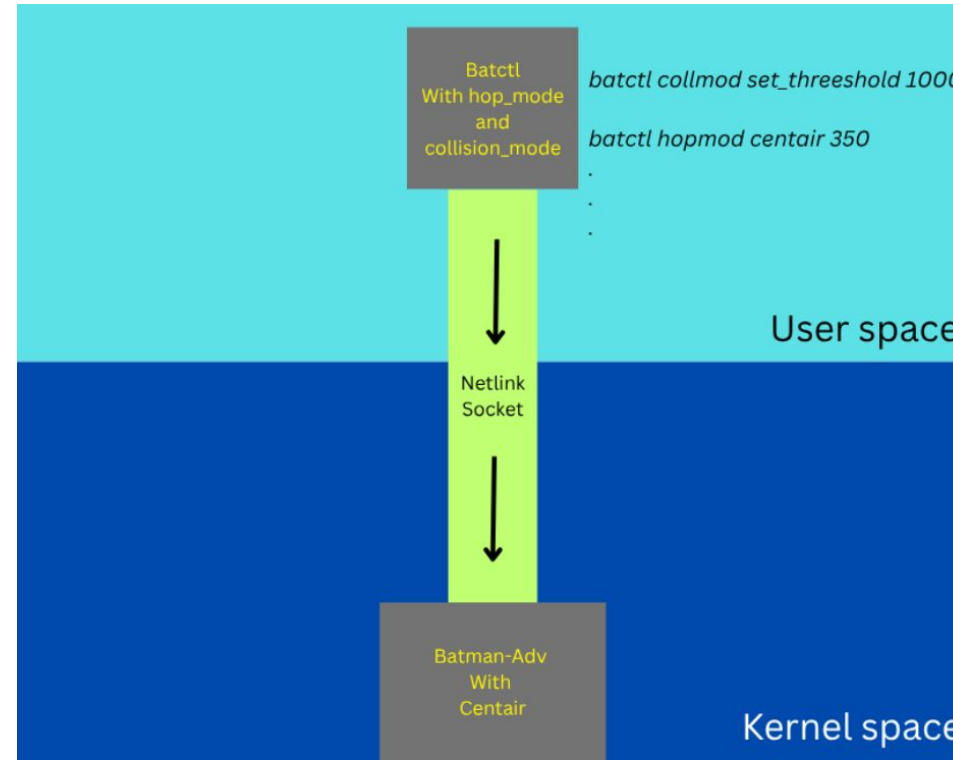 Batctl
With hop_mode
and
collision_mode
batctl collmod set_threeshold 1000
batctl hopmod centair 350
.
.
.
User space
Netlink
Socket
Batman-Adv
With
Centair
Kernel space